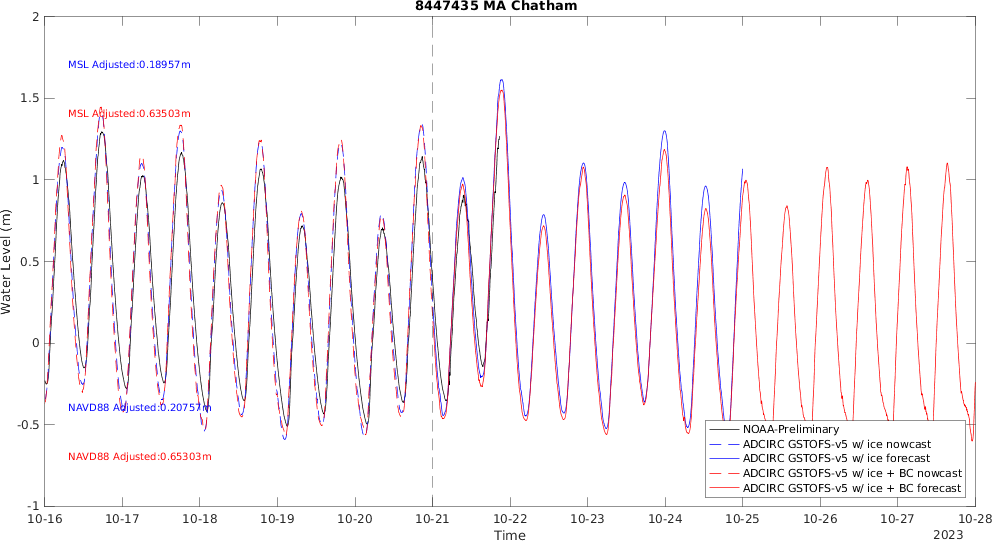 8447435 MA Chatham
2
1.5
1
0.5
0
-0.5
-1
Water Level (m)
MSL Adjusted:0.18957m
MSL Adjusted:0.63503m
NAVD88 Adjusted:0.20757m
NAVD88 Adjusted:0.65303m
NOAA-Preliminary
ADCIRC GSTOFS-v5 w/ ice nowcast
ADCIRC GSTOFS-v5 w/ ice forecast
ADCIRC GSTOFS-v5 w/ ice + BC nowcast
ADCIRC GSTOFS-v5 w/ ice + BC forecast
10-16 10-17 10-18 10-19 10-20 10-21 10-22 10-23 10-24 10-25 10-26 10-27 10-28
Time
2023